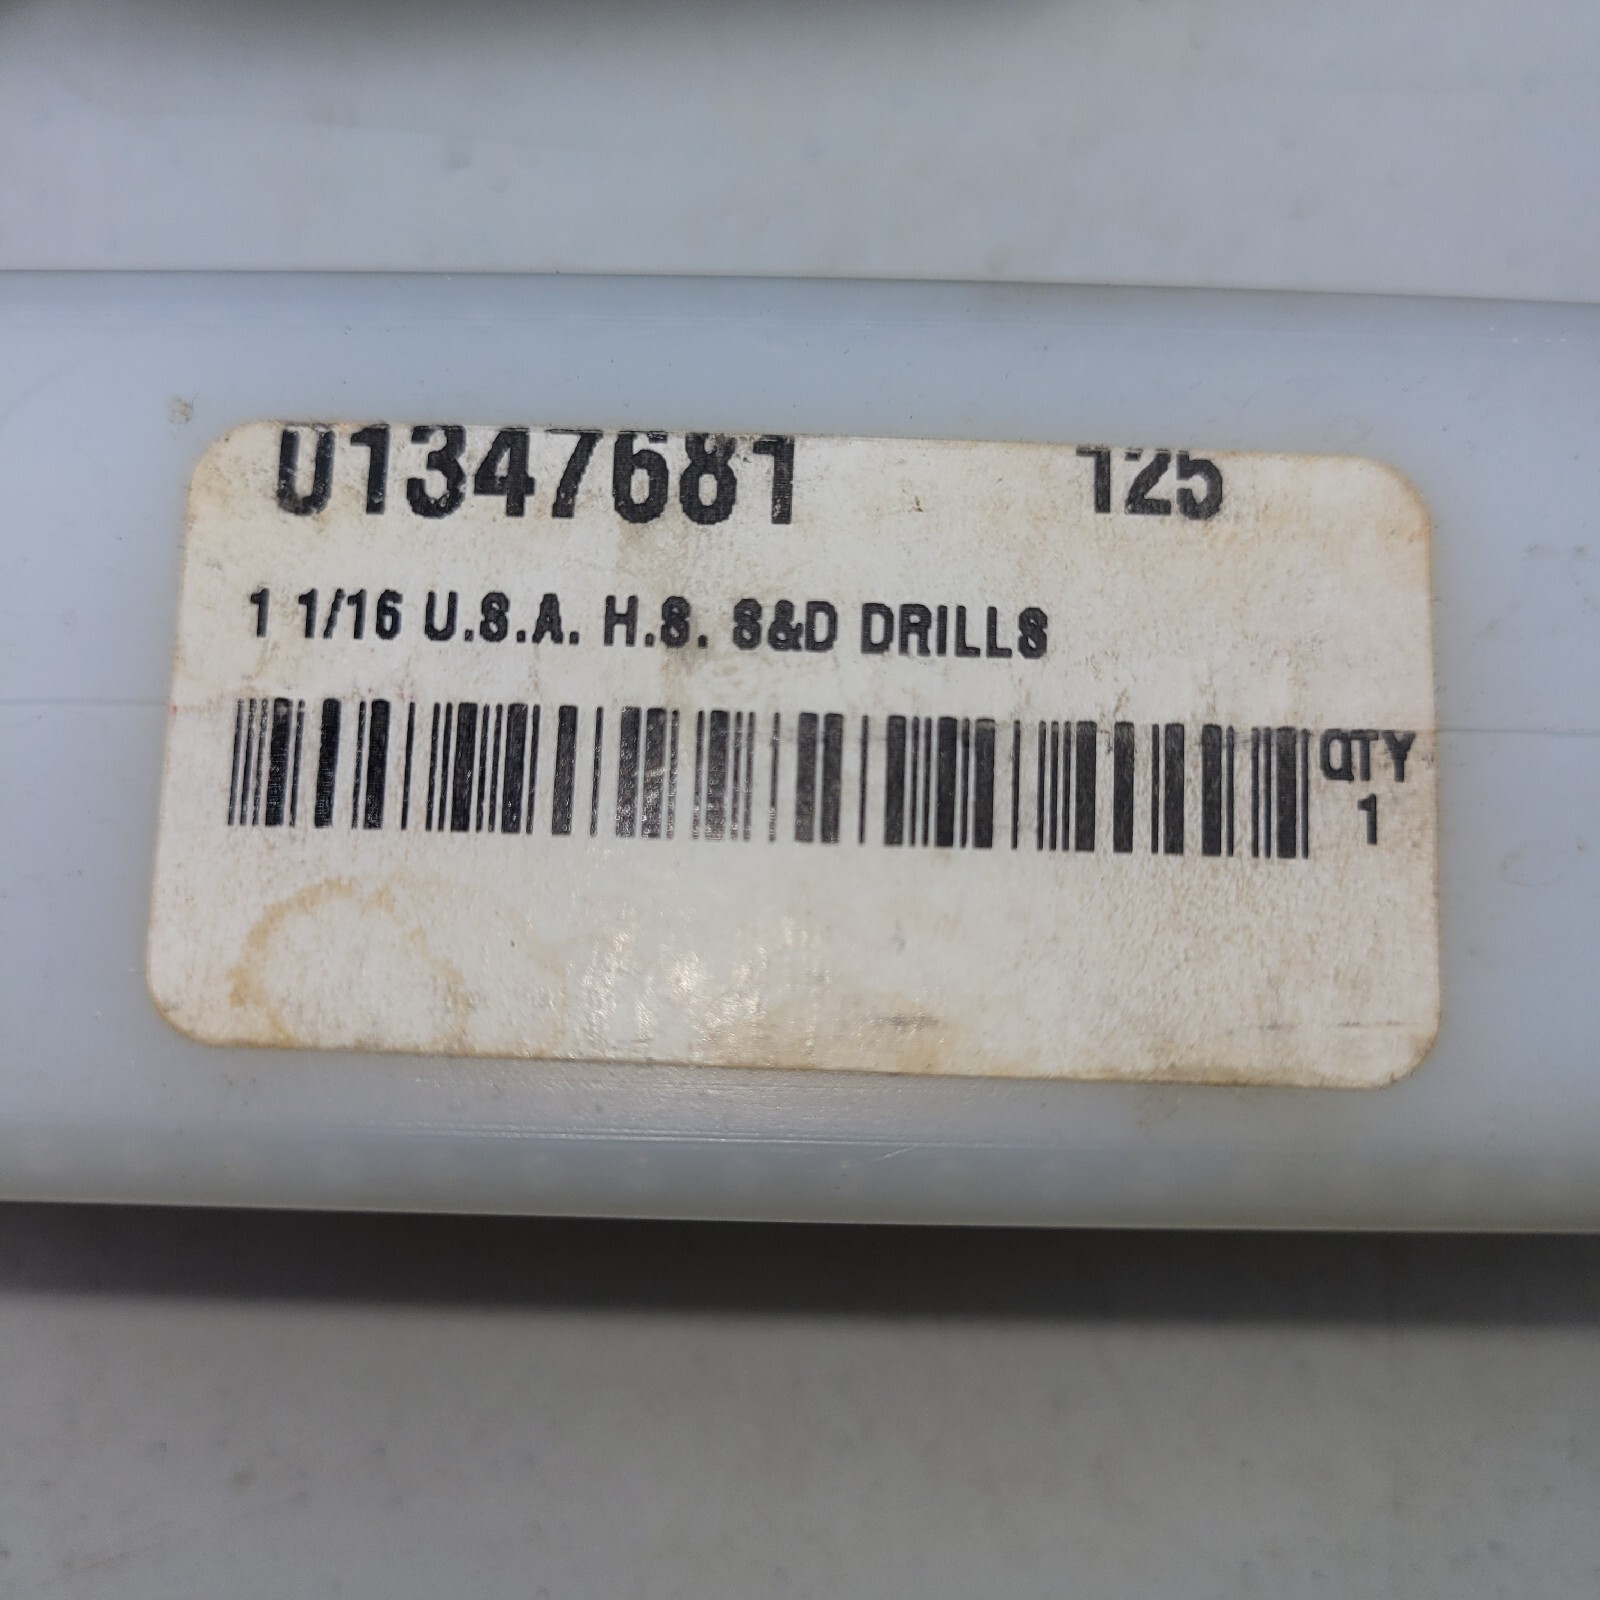 01347681 125
1 1/16 U.S.A. H.S. S&D DRILLS
QTY
1